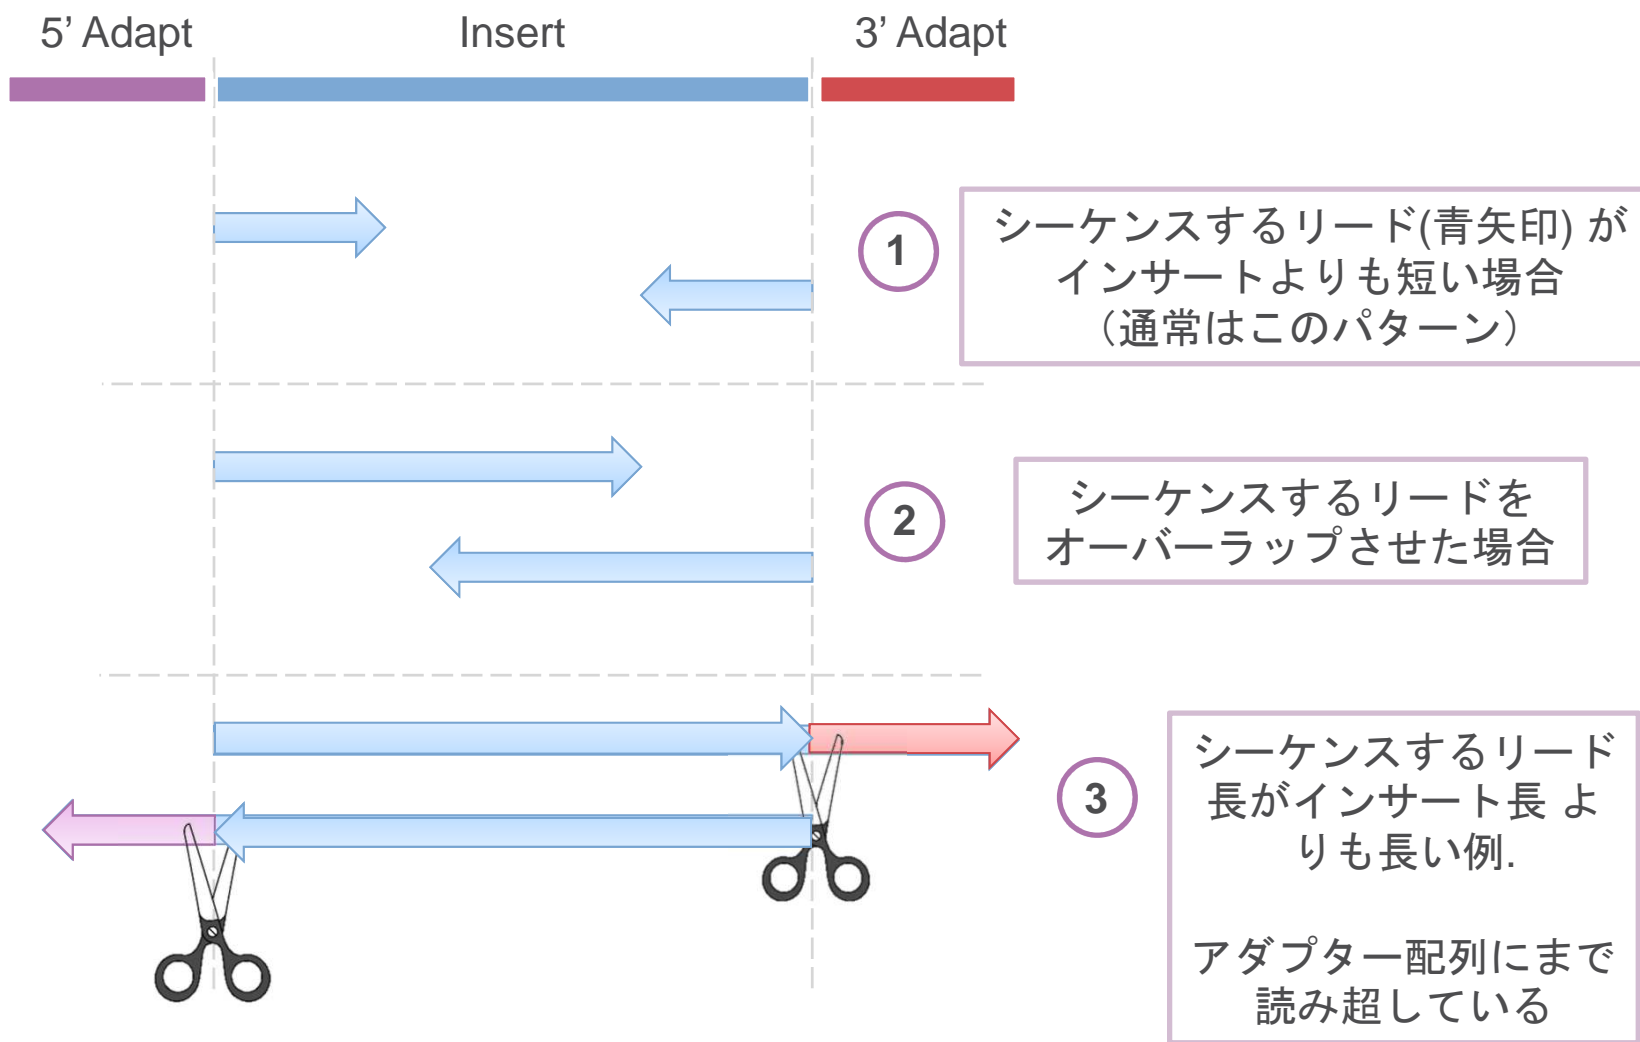 5’ Adapt
Insert
3’ Adapt
1
シーケンスするリード(青矢印) が
インサートよりも短い場合
（通常はこのパターン）
2
シーケンスするリードを
オーバーラップさせた場合
3
シーケンスするリード
長がインサート長 よ
りも長い例.
アダプター配列にまで
読み超している